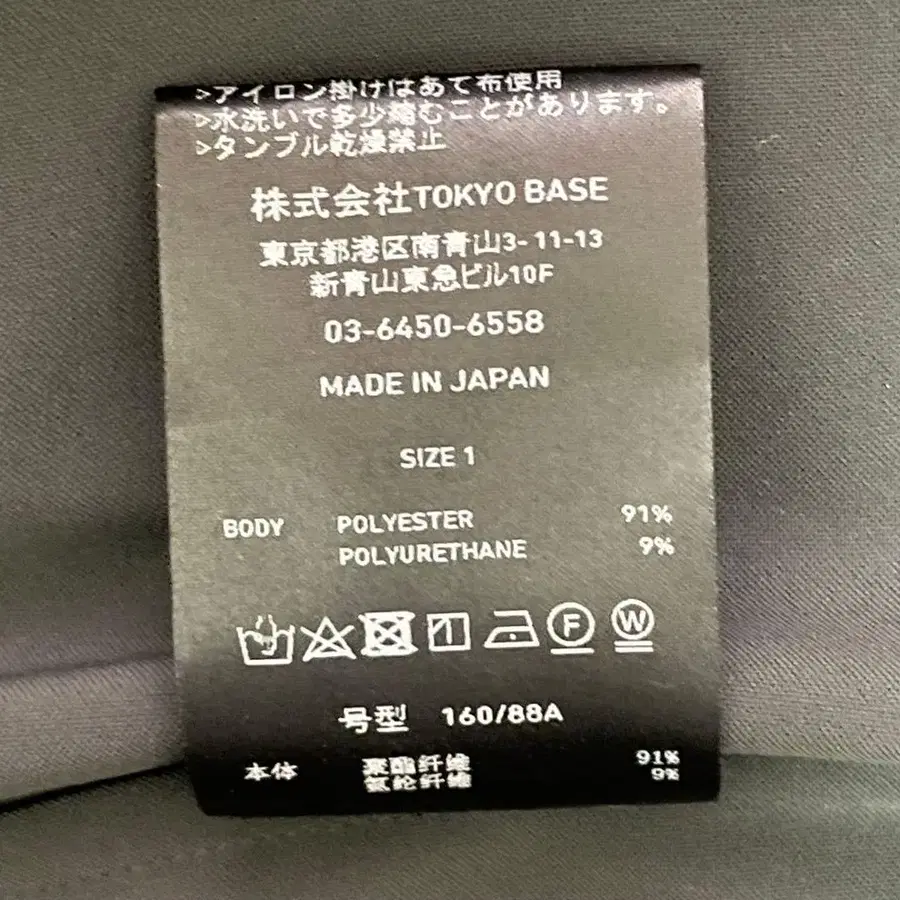 >アイロン掛けはあて布使用
>水洗いで多少縮むことがあります。
>タンブル乾燥禁止
株式会社TOKYO BASE
東京都港区南青山3-11-13
新青山東急ビル10F
03-6450-6558
MADE IN JAPAN
SIZE 1
BODY POLYESTER 91%
POLYURETHANE 9%
F W
号型 160/88A
本体 聚酯纤维 91%
氨纶纤维 9%